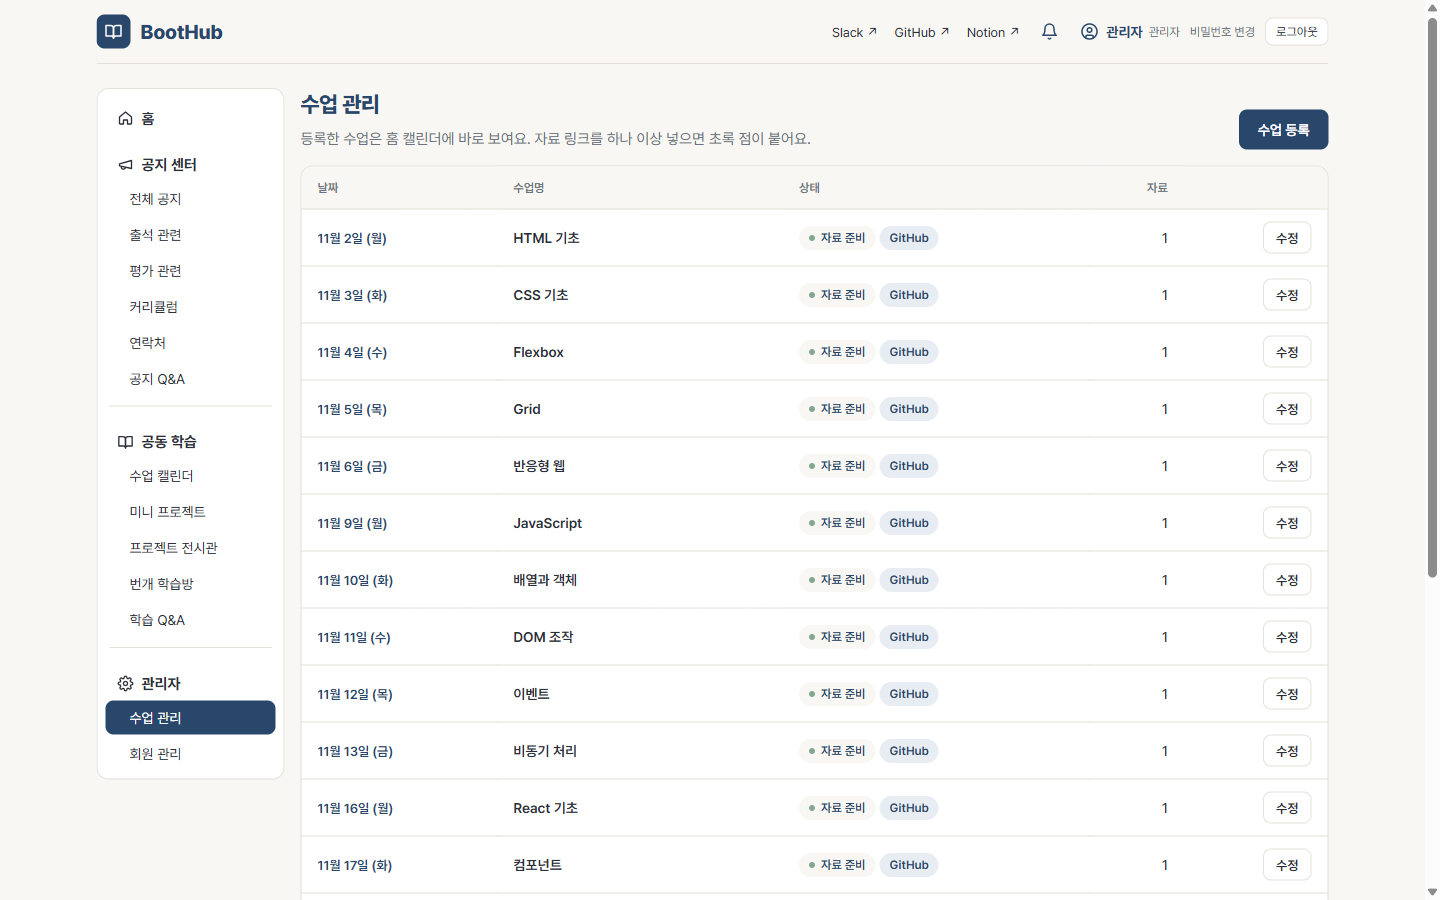 BootHub
Slack ↗ GitHub ↗ Notion ↗ 관리자 관리자 비밀번호 변경 로그아웃
홈
공지 센터
전체 공지
출석 관련
평가 관련
커리큘럼
연락처
공지 Q&A
공동 학습
수업 캘린더
미니 프로젝트
프로젝트 전시관
번개 학습방
학습 Q&A
관리자
수업 관리
회원 관리
수업 관리
등록한 수업은 홈 캘린더에 바로 보여요. 자료 링크를 하나 이상 넣으면 초록 점이 붙어요.
수업 등록
날짜 수업명 상태 자료
11월 2일 (월) HTML 기초 자료 준비 GitHub 1 수정
11월 3일 (화) CSS 기초 자료 준비 GitHub 1 수정
11월 4일 (수) Flexbox 자료 준비 GitHub 1 수정
11월 5일 (목) Grid 자료 준비 GitHub 1 수정
11월 6일 (금) 반응형 웹 자료 준비 GitHub 1 수정
11월 9일 (월) JavaScript 자료 준비 GitHub 1 수정
11월 10일 (화) 배열과 객체 자료 준비 GitHub 1 수정
11월 11일 (수) DOM 조작 자료 준비 GitHub 1 수정
11월 12일 (목) 이벤트 자료 준비 GitHub 1 수정
11월 13일 (금) 비동기 처리 자료 준비 GitHub 1 수정
11월 16일 (월) React 기초 자료 준비 GitHub 1 수정
11월 17일 (화) 컴포넌트 자료 준비 GitHub 1 수정